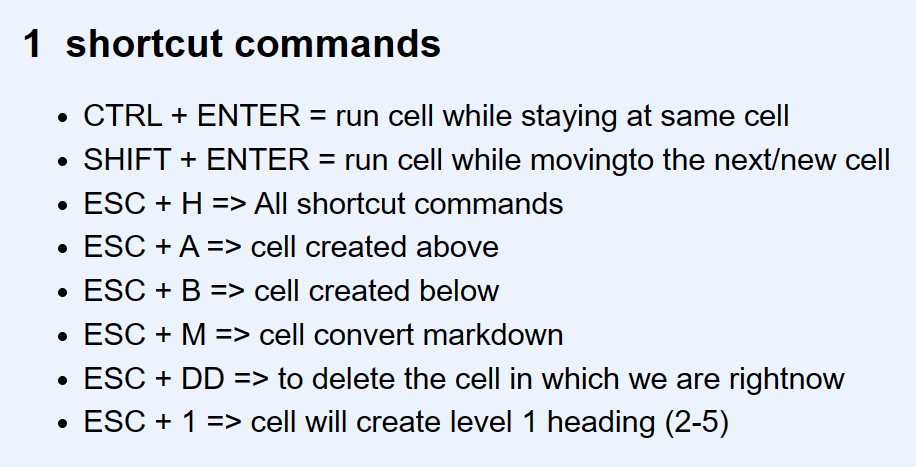 1 shortcut commands
• CTRL + ENTER = run cell while staying at same cell
• SHIFT + ENTER = run cell while movingto the next/new cell
• ESC + H => All shortcut commands
• ESC + A => cell created above
• ESC + B => cell created below
• ESC + M => cell convert markdown
• ESC + DD => to delete the cell in which we are rightnow
• ESC + 1 => cell will create level 1 heading (2-5)